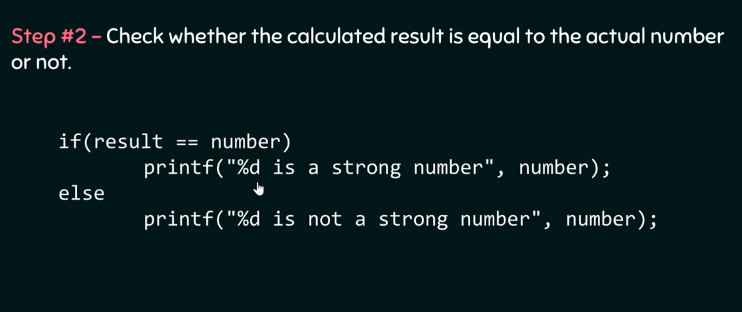 Step #2 – Check whether the calculated result is equal to the actual number
or not.
if(result == number)
printf("%d is a strong number", number);
else
printf("%d is not a strong number", number);